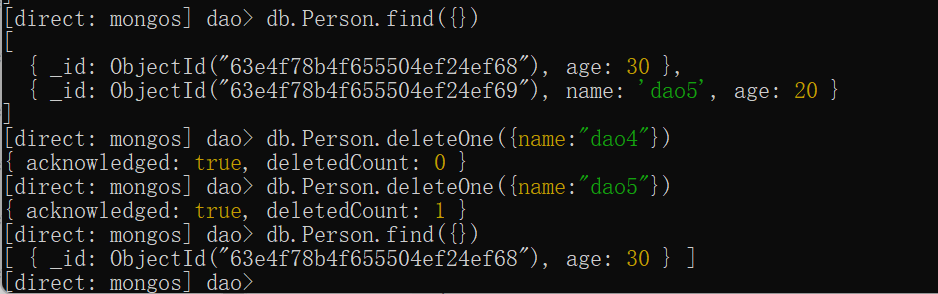 [direct: mongos] dao> db.Person.find({})
[
  { _id: ObjectId("63e4f78b4f655504ef24ef68"), age: 30 },
  { _id: ObjectId("63e4f78b4f655504ef24ef69"), name: 'dao5', age: 20 }
]
[direct: mongos] dao> db.Person.deleteOne({name:"dao4"})
{ acknowledged: true, deletedCount: 0 }
[direct: mongos] dao> db.Person.deleteOne({name:"dao5"})
{ acknowledged: true, deletedCount: 1 }
[direct: mongos] dao> db.Person.find({})
[ { _id: ObjectId("63e4f78b4f655504ef24ef68"), age: 30 } ]
[direct: mongos] dao>